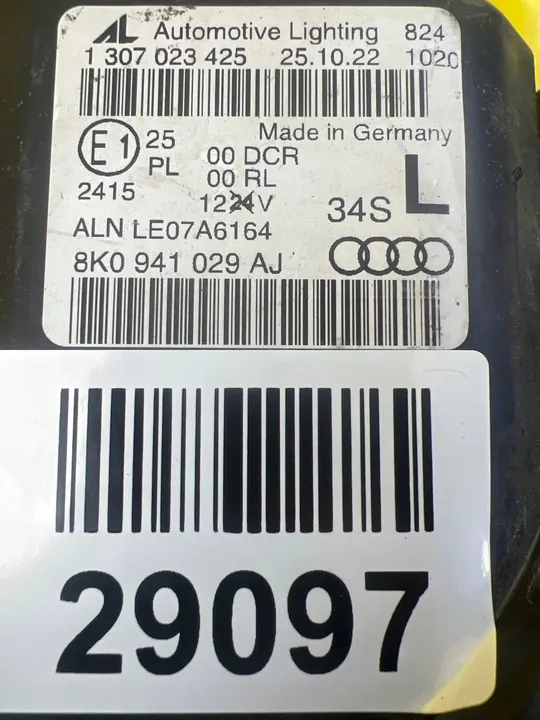 AL Automotive Lighting 824
1 307 023 425 25.10.22 1020
Made in Germany
E1 25 00 DCR
PL 00 RL
2415 1224V 34S L
ALN LE07A6164
8K0 941 029 AJ
29097